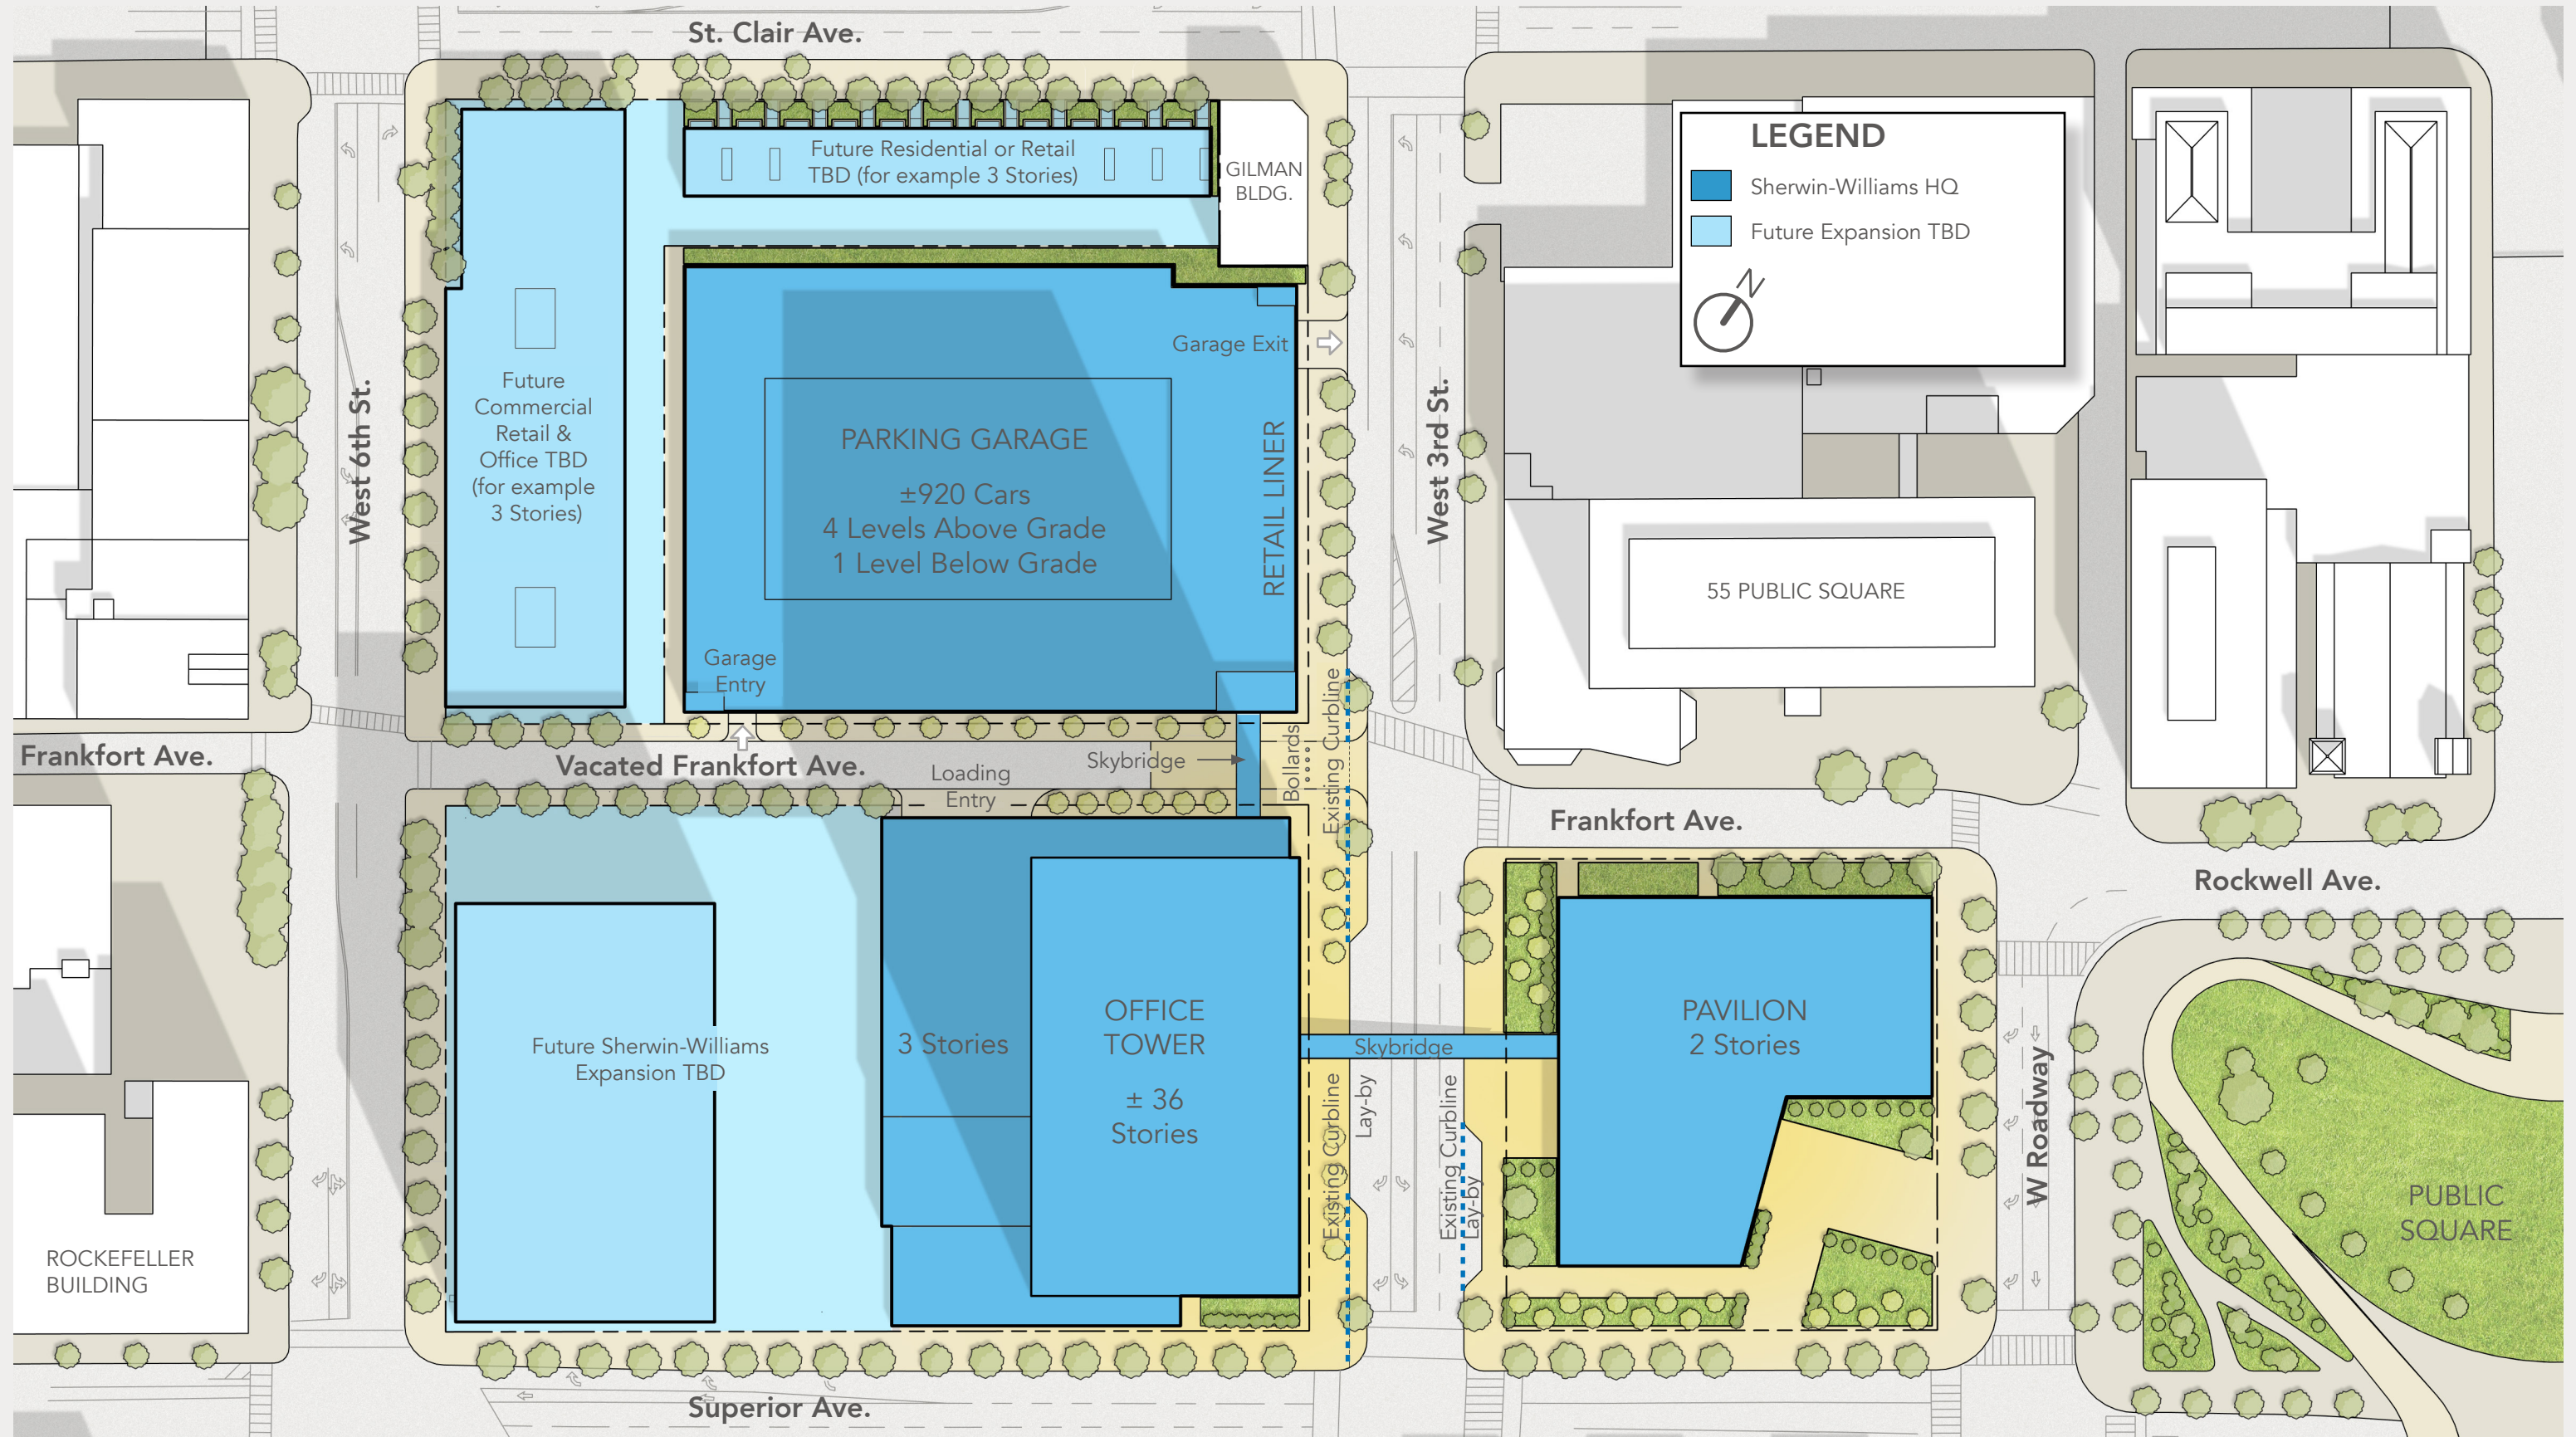 St. Clair Ave.
Future Residential or Retail
TBD (for example 3 Stories)
GILMAN
BLDG.
LEGEND
Sherwin-Williams HQ
Future Expansion TBD
N
Garage Exit
West 6th St.
Future
Commercial
Retail &
Office TBD
(for example
3 Stories)
PARKING GARAGE
±920 Cars
4 Levels Above Grade
1 Level Below Grade
RETAIL LINER
West 3rd St.
55 PUBLIC SQUARE
Garage
Entry
Frankfort Ave.
Vacated Frankfort Ave.
Loading
Entry
Skybridge
Bollards
Existing Curbline
Frankfort Ave.
Rockwell Ave.
Future Sherwin-Williams
Expansion TBD
3 Stories
OFFICE
TOWER
± 36
Stories
Skybridge
PAVILION
2 Stories
Existing Curbline
Lay-by
Existing Curbline
Lay-by
W Roadway
PUBLIC
SQUARE
ROCKEFELLER
BUILDING
Superior Ave.